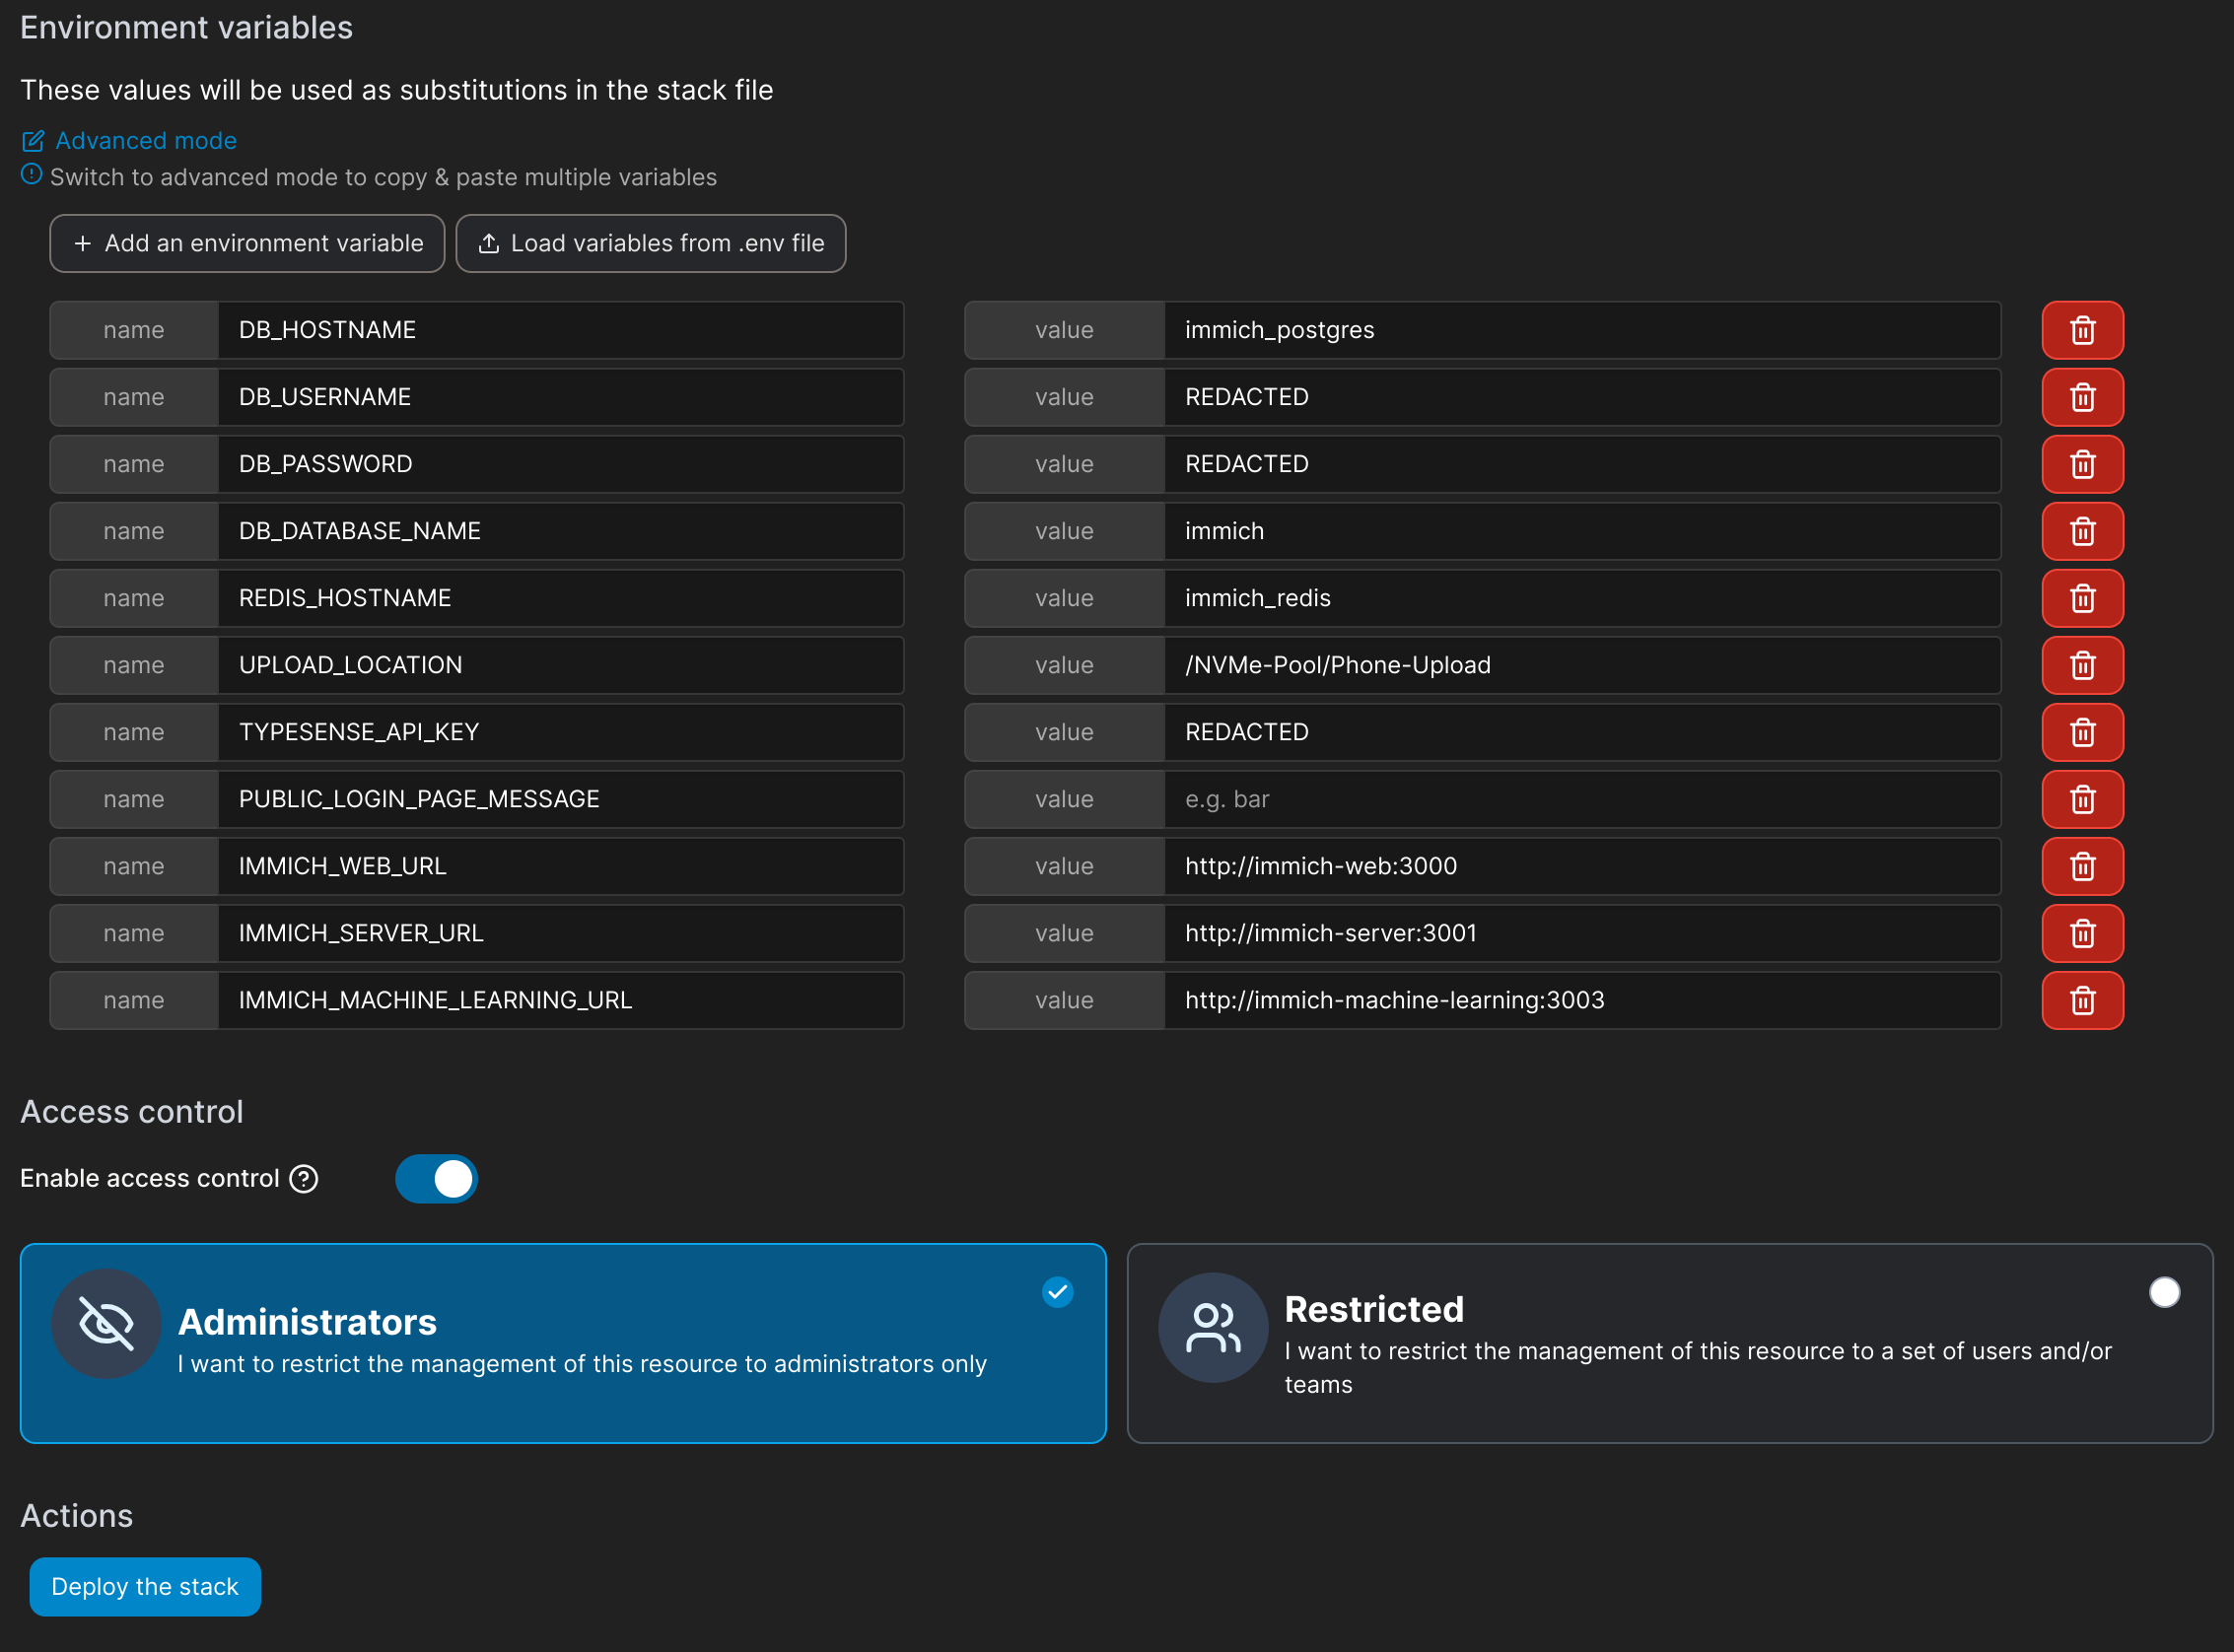 Environment variables
These values will be used as substitutions in the stack file
Advanced mode
Switch to advanced mode to copy & paste multiple variables
+ Add an environment variable Load variables from .env file
name DB_HOSTNAME value immich_postgres
name DB_USERNAME value REDACTED
name DB_PASSWORD value REDACTED
name DB_DATABASE_NAME value immich
name REDIS_HOSTNAME value immich_redis
name UPLOAD_LOCATION value /NVMe-Pool/Phone-Upload
name TYPESENSE_API_KEY value REDACTED
name PUBLIC_LOGIN_PAGE_MESSAGE value e.g. bar
name IMMICH_WEB_URL value http://immich-web:3000
name IMMICH_SERVER_URL value http://immich-server:3001
name IMMICH_MACHINE_LEARNING_URL value http://immich-machine-learning:3003
Access control
Enable access control
Administrators
I want to restrict the management of this resource to administrators only
Restricted
I want to restrict the management of this resource to a set of users and/or
teams
Actions
Deploy the stack